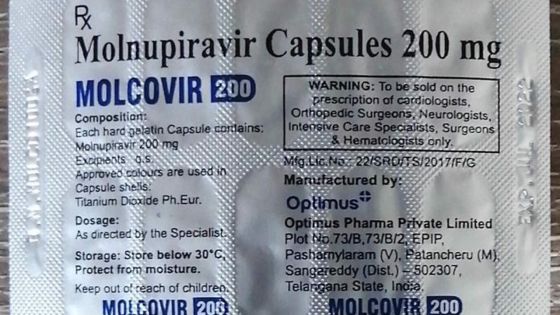 Rx
Molnupiravir Capsules 200 mg
MOLCOVIR 200
Composition:
Each hard gelatin Capsule contains:
Molnupiravir 200 mg
Excipients q.s.
Approved colours are used in
Capsule shells:
Titanium Dioxide Ph.Eur.
Dosage:
As directed by the Specialist.
Storage: Store below 30°C,
Protect from moisture.
Keep out of reach of children.
MOLCOVIR 200
WARNING: To be sold on the
prescription of cardiologists,
Orthopedic Surgeons, Neurologists,
Intensive Care Specialists, Surgeons
& Hematologists only.
Mfg.Lic.No.: 22/SRD/TS/2017/F/G
Manufactured by:
Optimus
Optimus Pharma Private Limited
Plot No.73/B,73/B/2, EPIP,
Pashamylaram (V), Patancheru (M),
Sangareddy (Dist.) – 502307,
Telangana State, India.
MOLCOVIR 200
EXP. JUL 2022